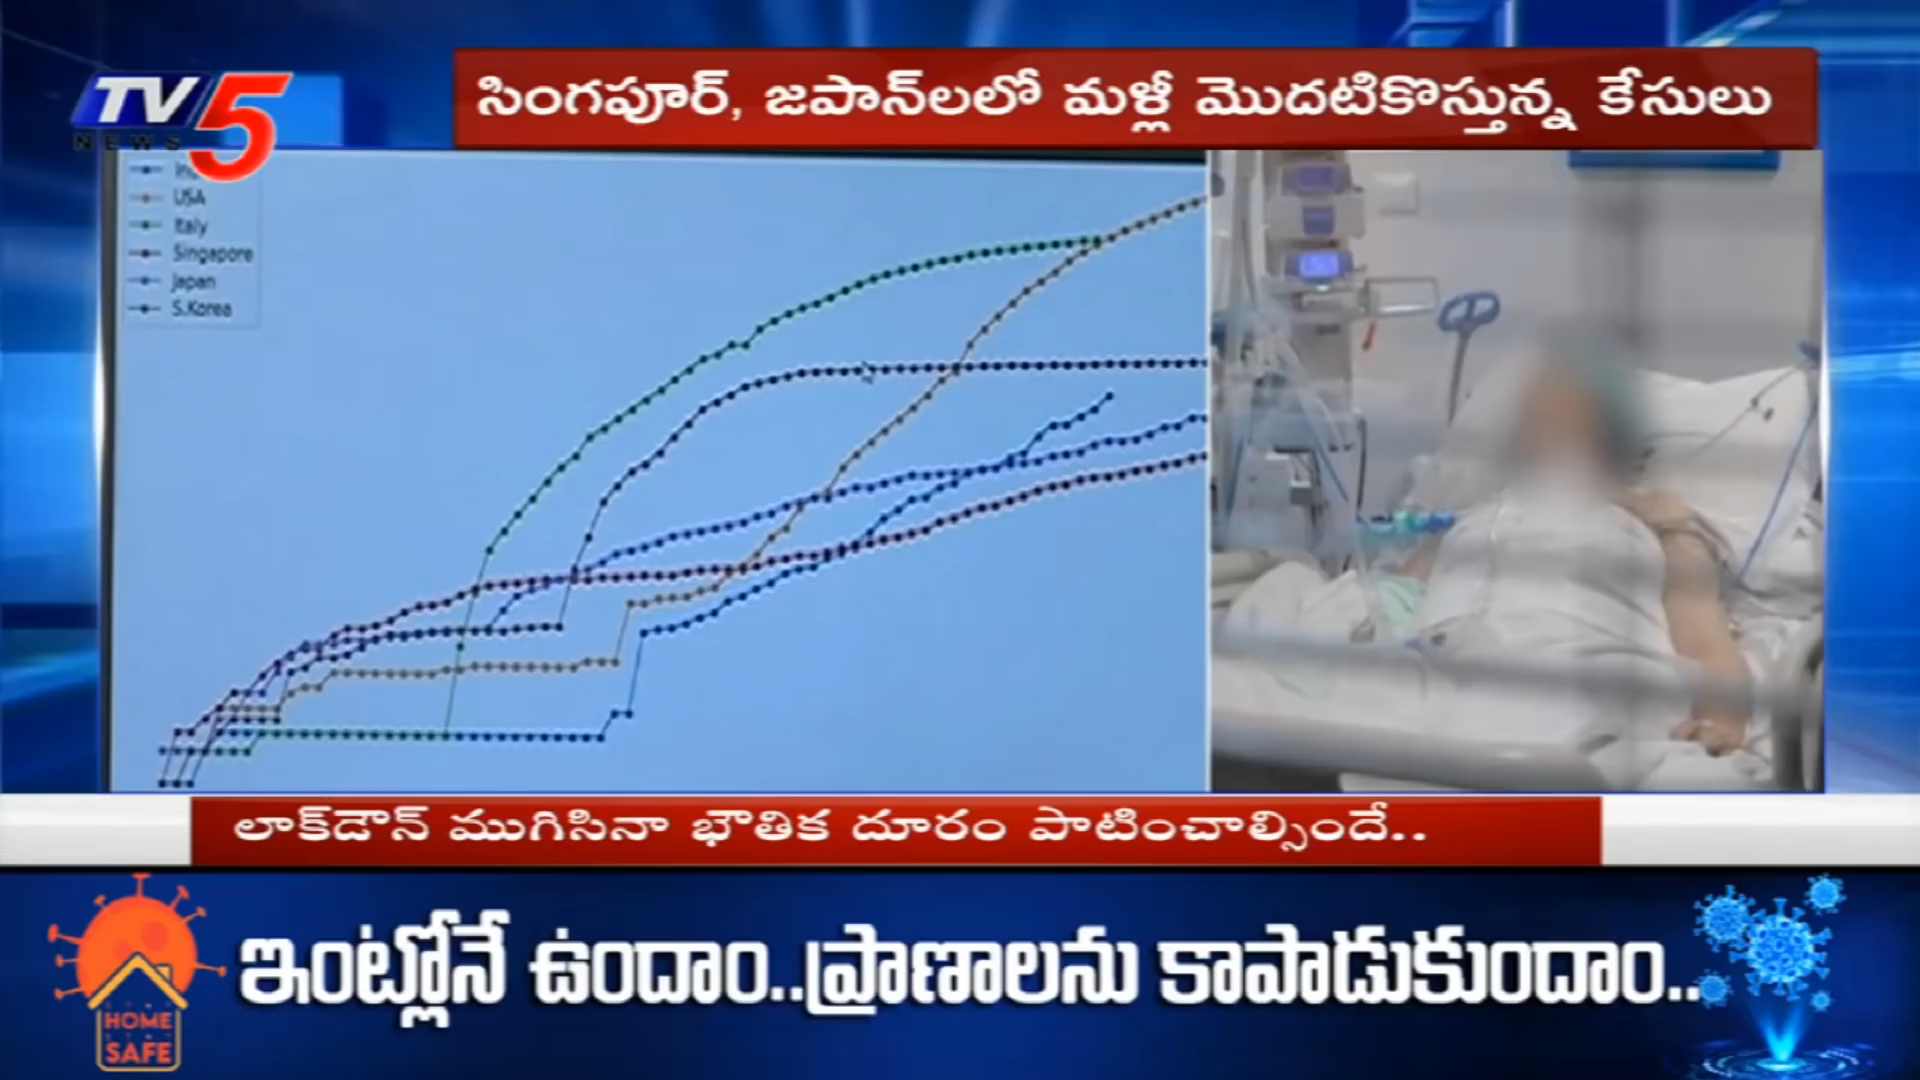 సింగపూర్, జపాన్‌లలో మళ్లీ మొదటికొస్తున్న కేసులు
TV5
NEWS
USA
Italy
Singapore
Japan
S.Korea
లాక్‌డౌన్ ముగిసినా భౌతిక దూరం పాటించాల్సిందే..
ఇంట్లోనే ఉందాం..ప్రాణాలను కాపాడుకుందాం..
HOME
SAFE